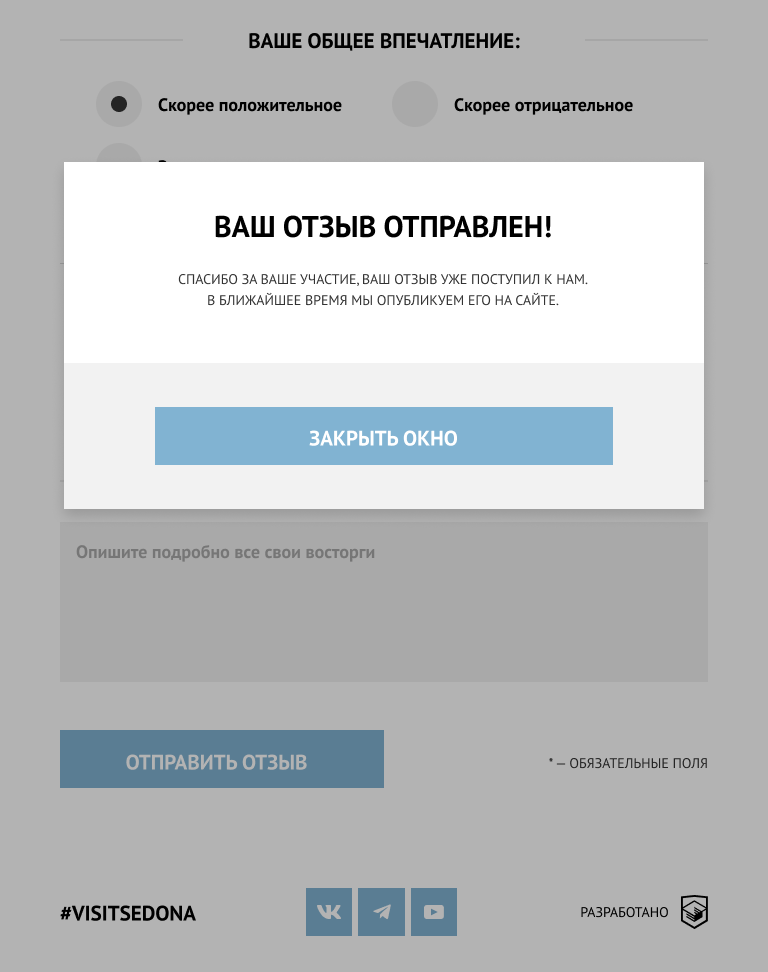 ВАШЕ ОБЩЕЕ ВПЕЧАТЛЕНИЕ:
Скорее положительное
Скорее отрицательное
ВАШ ОТЗЫВ ОТПРАВЛЕН!
СПАСИБО ЗА ВАШЕ УЧАСТИЕ, ВАШ ОТЗЫВ УЖЕ ПОСТУПИЛ К НАМ.
В БЛИЖАЙШЕЕ ВРЕМЯ МЫ ОПУБЛИКУЕМ ЕГО НА САЙТЕ.
ЗАКРЫТЬ ОКНО
Опишите подробно все свои восторги
ОТПРАВИТЬ ОТЗЫВ
* — ОБЯЗАТЕЛЬНЫЕ ПОЛЯ
#VISITSEDONA
РАЗРАБОТАНО